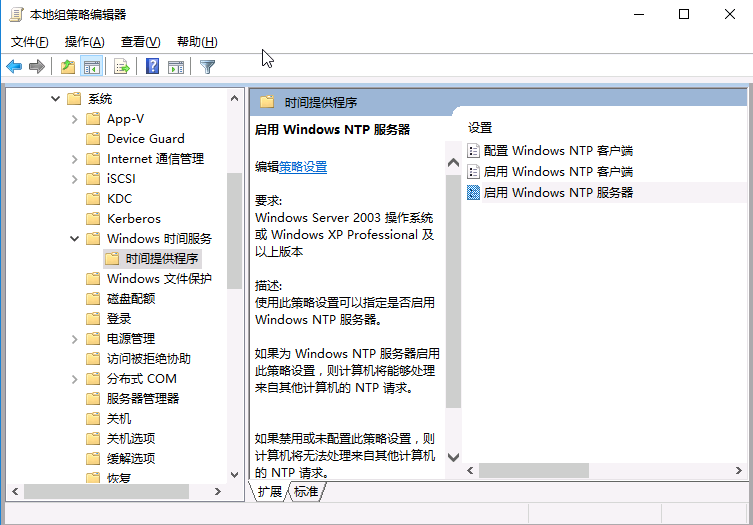 本地组策略编辑器
文件(F) 操作(A) 查看(V) 帮助(H)
系统
App-V
Device Guard
Internet 通信管理
iSCSI
KDC
Kerberos
Windows 时间服务
时间提供程序
Windows 文件保护
磁盘配额
登录
电源管理
访问被拒绝协助
分布式 COM
服务器管理器
关机
关机选项
缓解选项
恢复
时间提供程序
启用 Windows NTP 服务器
编辑策略设置
要求:
Windows Server 2003 操作系统
或 Windows XP Professional 及
以上版本
描述:
使用此策略设置可以指定是否启用
Windows NTP 服务器。
如果为 Windows NTP 服务器启用
此策略设置，则计算机将能够处理
来自其他计算机的 NTP 请求。
如果禁用或未配置此策略设置，则
计算机将无法处理来自其他计算机
的 NTP 请求。
设置
配置 Windows NTP 客户端
启用 Windows NTP 客户端
启用 Windows NTP 服务器
扩展 标准